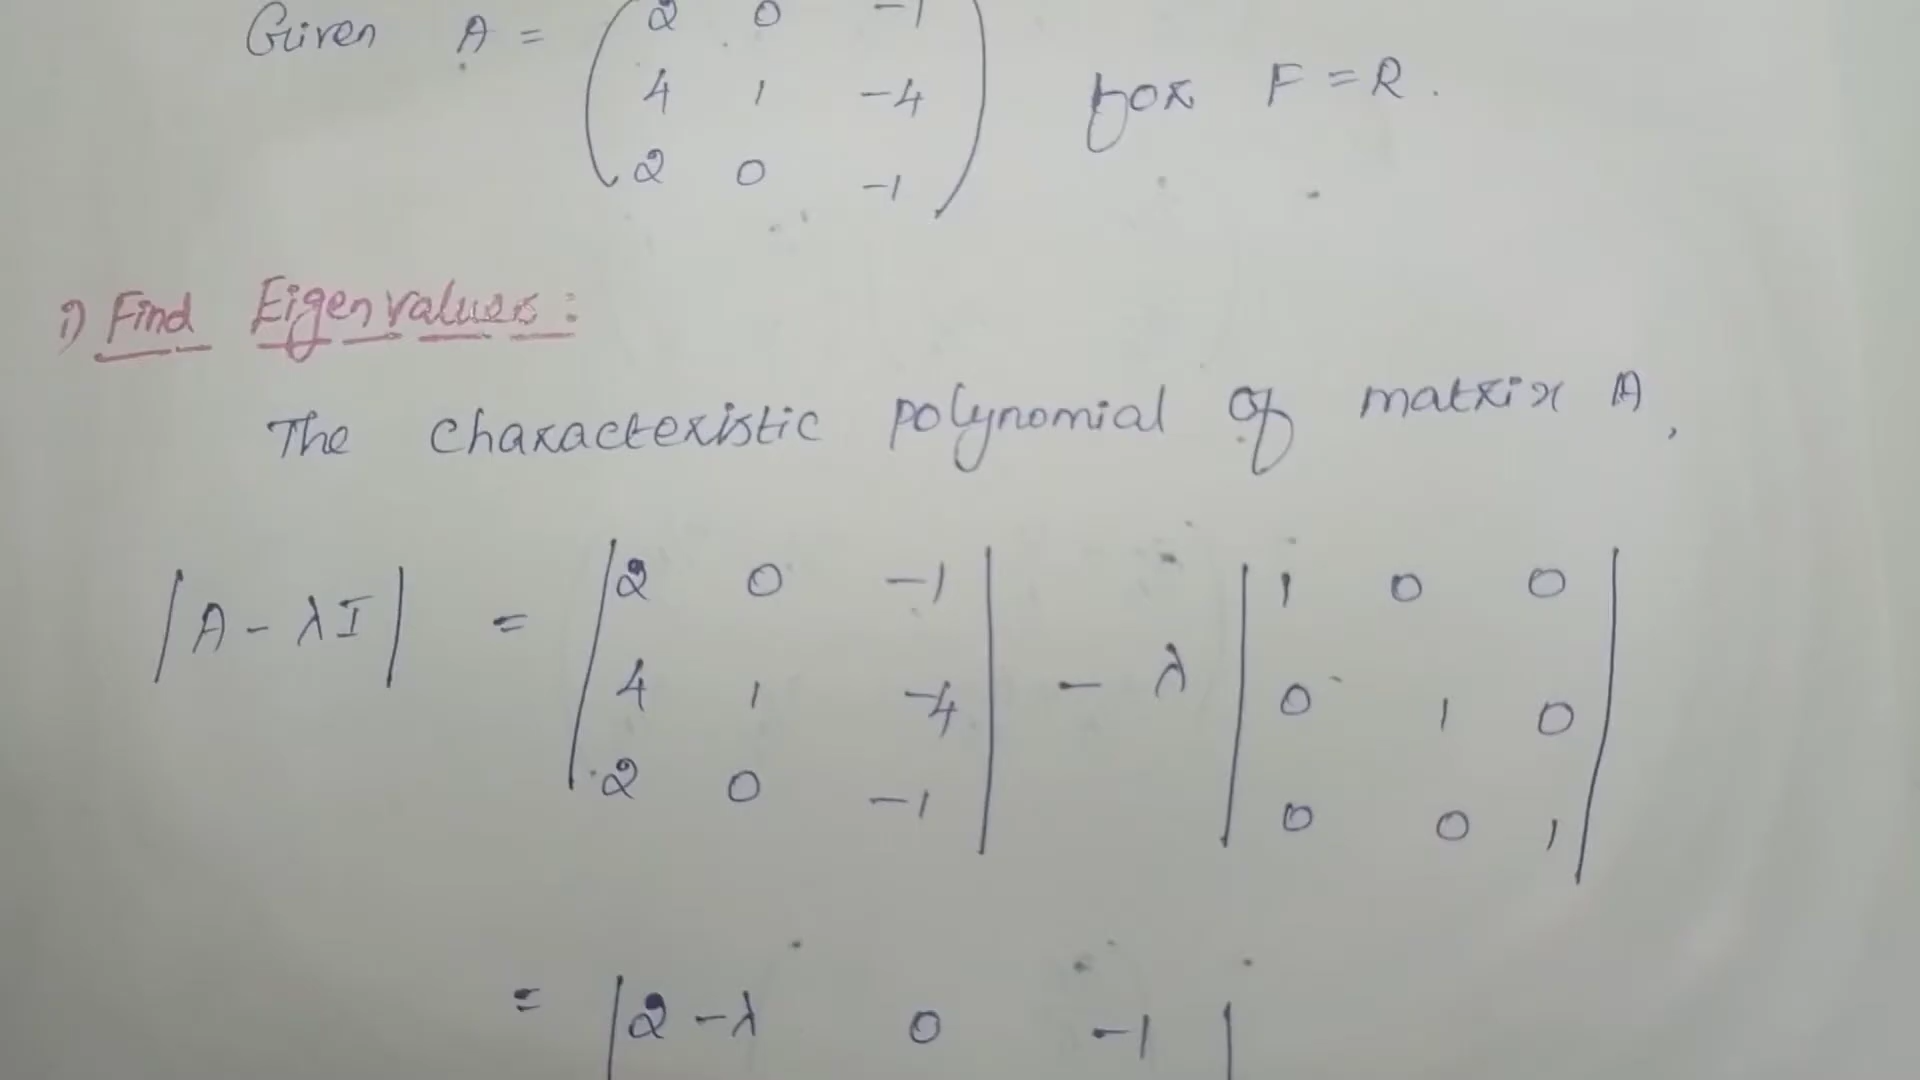 Given A = ( 2 0 -1
4 1 -4
2 0 -1 ) for F = R.
i) Find Eigenvalues:
The characteristic polynomial of matrix A,
|A - λI| = | 2 0 -1 | - λ | 1 0 0 |
| 4 1 -4 | | 0 1 0 |
| 2 0 -1 | | 0 0 1 |
= | 2 - λ 0 -1 |